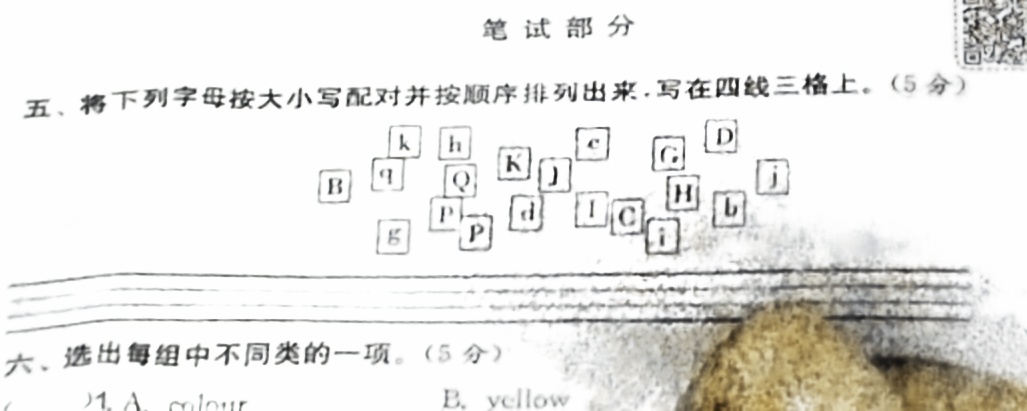 笔试部分
五、将下列字母按大小写配对并按顺序排列出来,写在四线三格上。(5分)
k h K c G D
B q Q J j
P P d l C H b
g i
六、选出每组中不同类的一项。(5分)
( )1. A. colour B. yellow